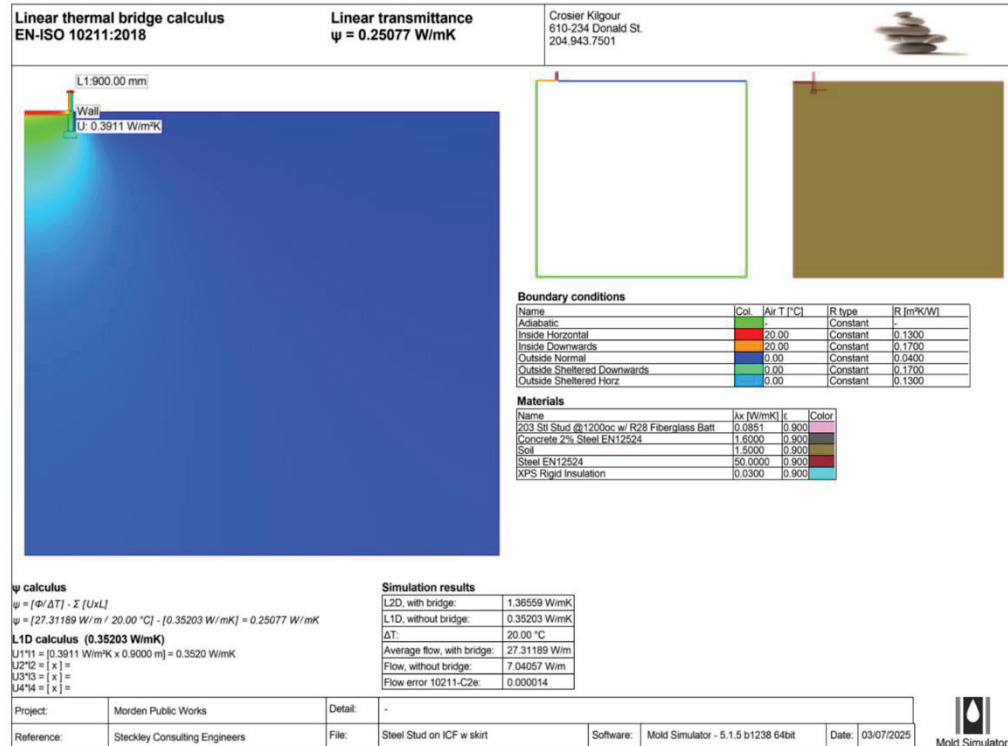 Linear thermal bridge calculus
EN-ISO 10211:2018
Linear transmittance
ψ = 0.25077 W/mK
Crosier Kilgour
610-234 Donald St.
204.943.7501
L1:900.00 mm
Wall
U: 0.3911 W/m²K
Boundary conditions
Name Col. Air T [°C] R type R [m²K/W]
Adiabatic - Constant -
Inside Horzontal 20.00 Constant 0.1300
Inside Downwards 20.00 Constant 0.1700
Outside Normal 0.00 Constant 0.0400
Outside Sheltered Downwards 0.00 Constant 0.1700
Outside Sheltered Horz 0.00 Constant 0.1300
Materials
Name λx [W/mK] ε Color
203 Stl Stud @1200oc w/ R28 Fiberglass Batt 0.0851 0.900
Concrete 2% Steel EN12524 1.6000 0.900
Soil 1.5000 0.900
Steel EN12524 50.0000 0.900
XPS Rigid Insulation 0.0300 0.900
ψ calculus
ψ = [Φ/ΔT] - Σ [UxL]
ψ = [27.31189 W/m / 20.00 °C] - [0.35203 W/mK] = 0.25077 W/mK
L1D calculus (0.35203 W/mK)
U1*l1 = [0.3911 W/m²K x 0.9000 m] = 0.3520 W/mK
U2*l2 = [ x ] =
U3*l3 = [ x ] =
U4*l4 = [ x ] =
Simulation results
L2D, with bridge: 1.36559 W/mK
L1D, without bridge: 0.35203 W/mK
ΔT: 20.00 °C
Average flow, with bridge: 27.31189 W/m
Flow, without bridge: 7.04057 W/m
Flow error 10211-C2e: 0.000014
Project: Morden Public Works Detail: -
Reference: Steckley Consulting Engineers File: Steel Stud on ICF w skirt Software: Mold Simulator - 5.1.5 b1238 64bit Date: 03/07/2025
Mold Simulator